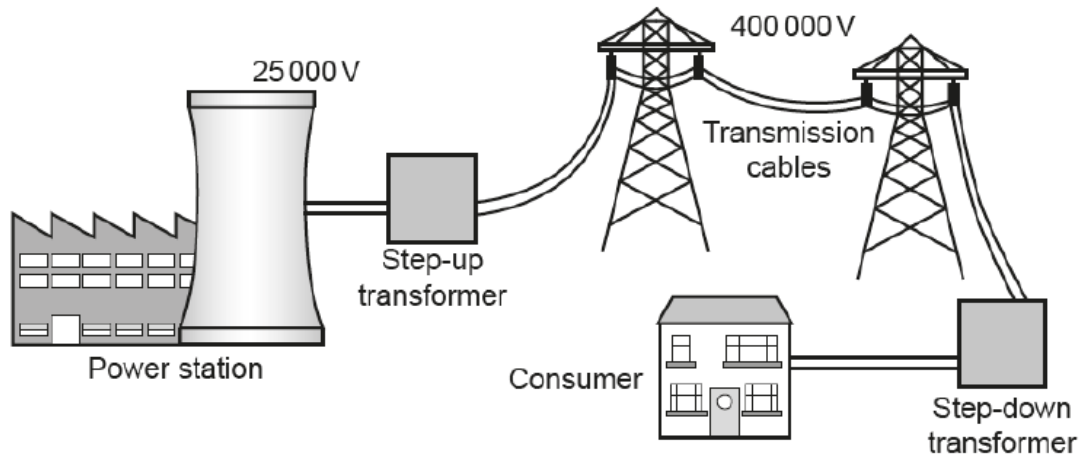 400 000 V
25 000 V
Transmission
cables
Step-up
transformer
Power station
Consumer
Step-down
transformer